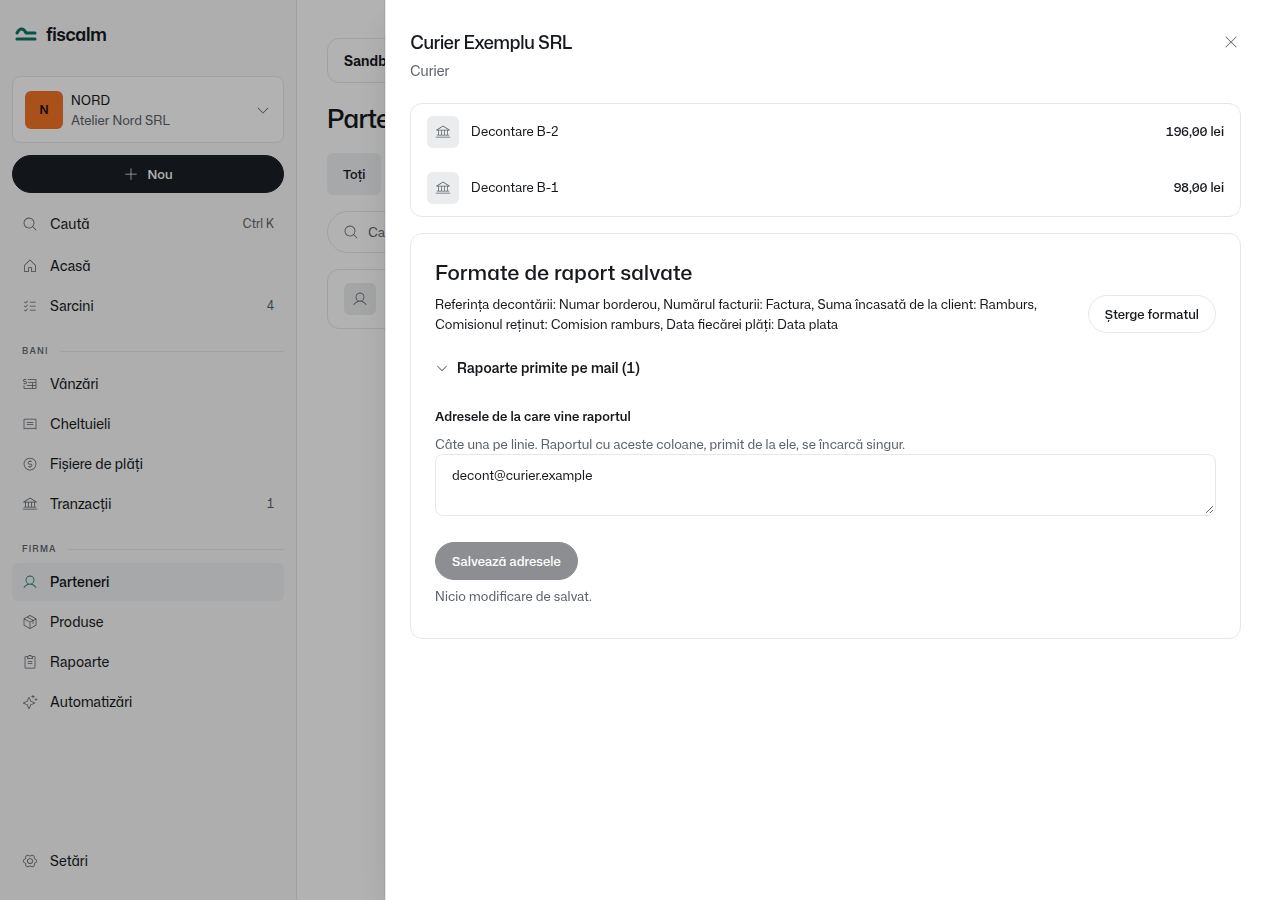 fiscalm
N
NORD
Atelier Nord SRL
Nou
Caută
Ctrl K
Acasă
Sarcini
4
BANI
Vânzări
Cheltuieli
Fișiere de plăți
Tranzacții
1
FIRMA
Parteneri
Produse
Rapoarte
Automatizări
Setări
Toți
Curier Exemplu SRL
Curier
Decontare B-2
196,00 lei
Decontare B-1
98,00 lei
Formate de raport salvate
Referința decontării: Numar borderou, Numărul facturii: Factura, Suma încasată de la client: Ramburs,
Comisionul reținut: Comision ramburs, Data fiecărei plăți: Data plata
Șterge formatul
Rapoarte primite pe mail (1)
Adresele de la care vine raportul
Câte una pe linie. Raportul cu aceste coloane, primit de la ele, se încarcă singur.
decont@curier.example
Salvează adresele
Nicio modificare de salvat.